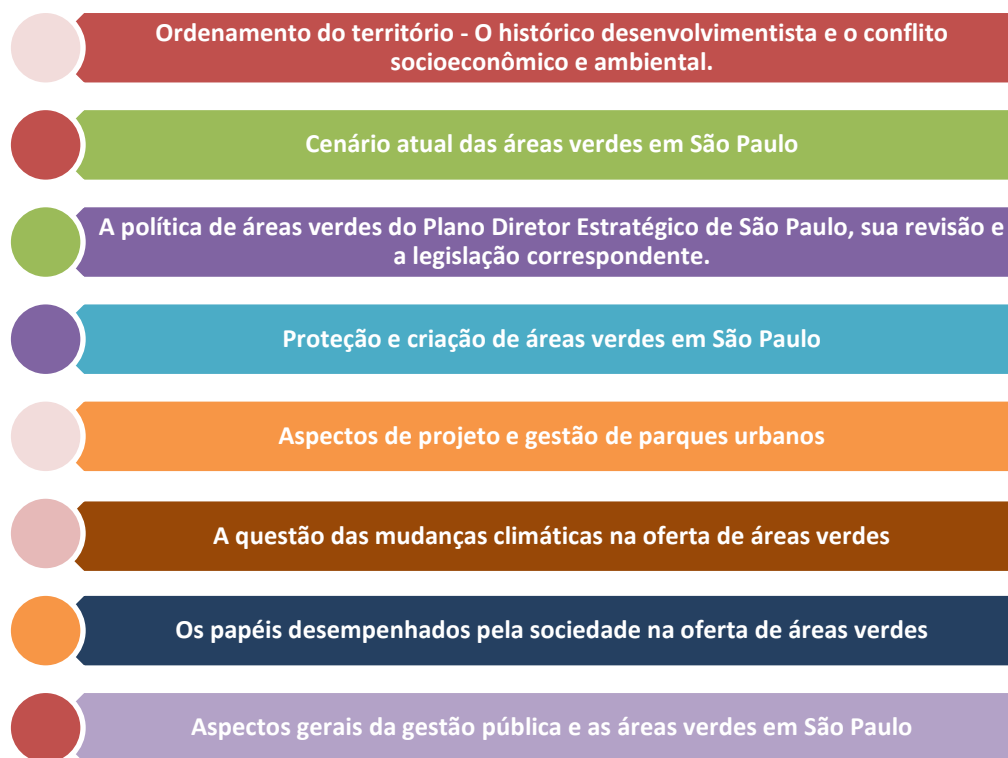 Ordenamento do território - O histórico desenvolvimentista e o conflito
socioeconômico e ambiental.
Cenário atual das áreas verdes em São Paulo
A política de áreas verdes do Plano Diretor Estratégico de São Paulo, sua revisão e
a legislação correspondente.
Proteção e criação de áreas verdes em São Paulo
Aspectos de projeto e gestão de parques urbanos
A questão das mudanças climáticas na oferta de áreas verdes
Os papéis desempenhados pela sociedade na oferta de áreas verdes
Aspectos gerais da gestão pública e as áreas verdes em São Paulo